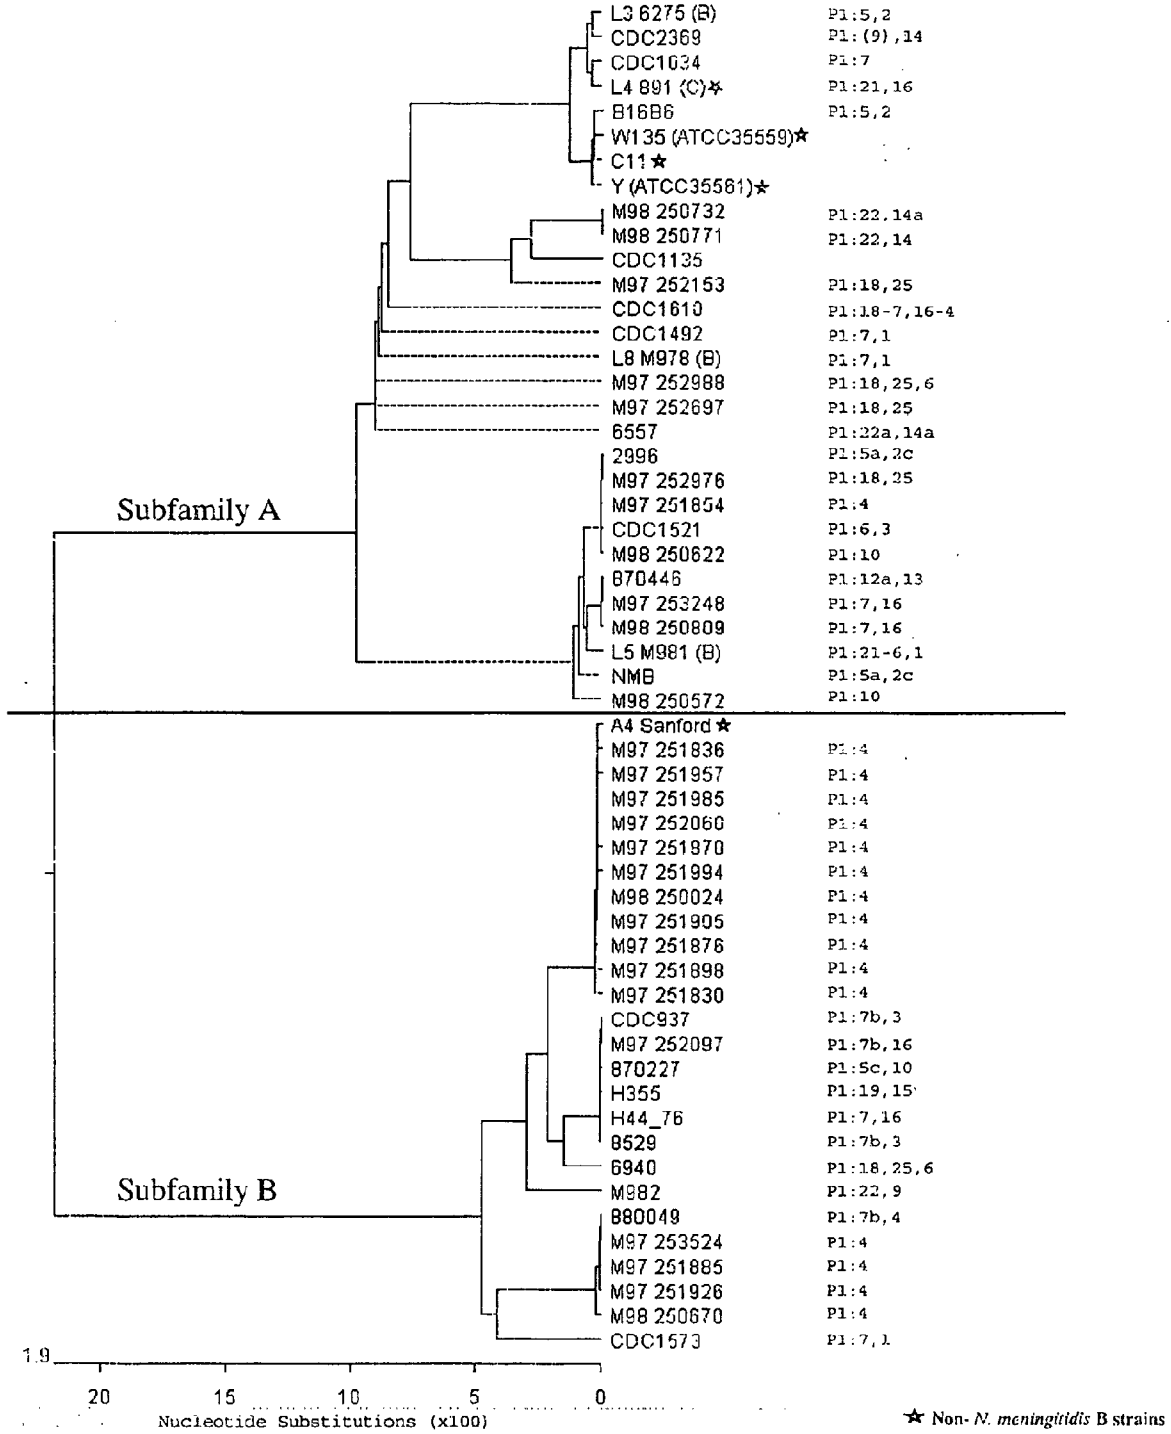 L3 6275 (B) P1:5,2
CDC2369 P1:(9),14
CDC1034 P1:7
L4 891 (C)☆ P1:21,16
B16B6 P1:5,2
W135 (ATCC35559)☆
C11☆
Y (ATCC35561)☆
M98 250732 P1:22,14a
M98 250771 P1:22,14
CDC1135
M97 252153 P1:18,25
CDC1610 P1:18-7,16-4
CDC1492 P1:7,1
L8 M978 (B) P1:7,1
M97 252988 P1:18,25,6
M97 252697 P1:18,25
6557 P1:22a,14a
2996 P1:5a,2c
M97 252976 P1:18,25
M97 251854 P1:4
Subfamily A
CDC1521 P1:6,3
M98 250622 P1:10
870446 P1:12a,13
M97 253248 P1:7,16
M98 250809 P1:7,16
L5 M981 (B) P1:21-6,1
NMB P1:5a,2c
M98 250572 P1:10
A4 Sanford☆
M97 251836 P1:4
M97 251957 P1:4
M97 251985 P1:4
M97 252060 P1:4
M97 251870 P1:4
M97 251994 P1:4
M98 250024 P1:4
M97 251905 P1:4
M97 251876 P1:4
M97 251898 P1:4
M97 251830 P1:4
CDC937 P1:7b,3
M97 252097 P1:7b,16
870227 P1:5c,10
H355 P1:19,15
H44_76 P1:7,16
8529 P1:7b,3
6940 P1:18,25,6
Subfamily B
M982 P1:22,9
880049 P1:7b,4
M97 253524 P1:4
M97 251885 P1:4
M97 251926 P1:4
M98 250670 P1:4
CDC1573 P1:7,1
1.9
20 15 10 5 0
Nucleotide Substitutions (x100)
☆ Non- N. meningitidis B strains